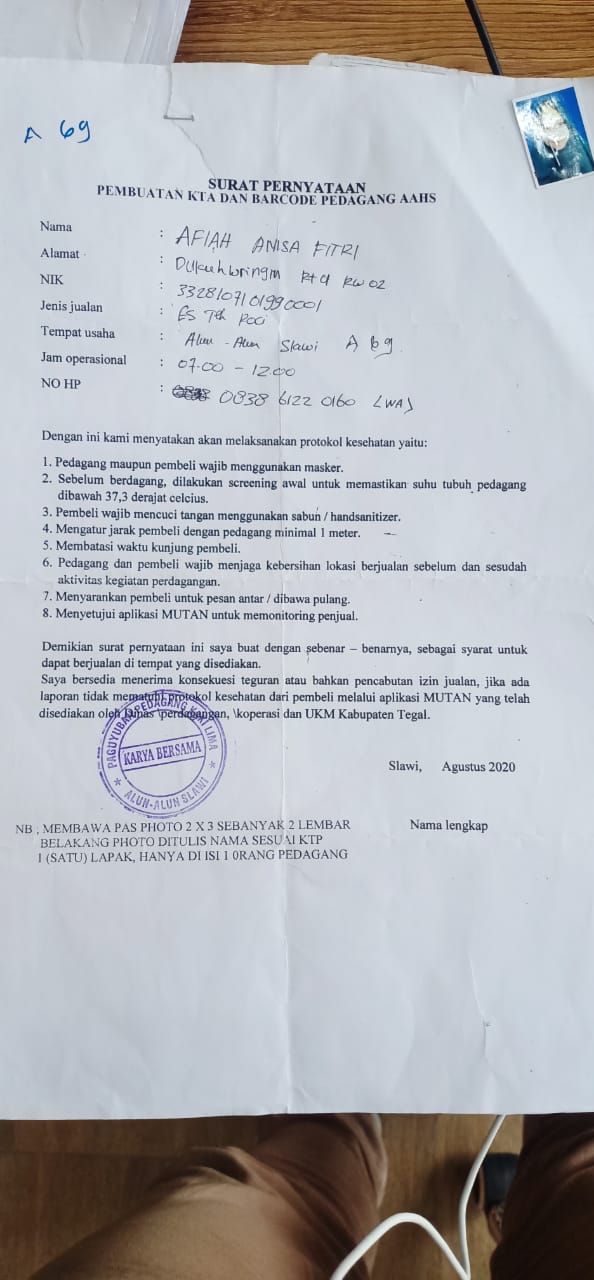 A 69
SURAT PERNYATAAN
PEMBUATAN KTA DAN BARCODE PEDAGANG AAHS
Nama : AFIAH ANISA FITRI
Alamat : Dukuhwringin Rt 01 RW 02
NIK : 3328107101990001
Jenis jualan : Es Teh Poci
Tempat usaha : Alun - Alun Slawi A 69
Jam operasional : 07.00 - 12.00
NO HP : 0838 6122 0160 (WA)
Dengan ini kami menyatakan akan melaksanakan protokol kesehatan yaitu:
1. Pedagang maupun pembeli wajib menggunakan masker.
2. Sebelum berdagang, dilakukan screening awal untuk memastikan suhu tubuh pedagang
dibawah 37,3 derajat celcius.
3. Pembeli wajib mencuci tangan menggunakan sabun / handsanitizer.
4. Mengatur jarak pembeli dengan pedagang minimal 1 meter.
5. Membatasi waktu kunjung pembeli.
6. Pedagang dan pembeli wajib menjaga kebersihan lokasi berjualan sebelum dan sesudah
aktivitas kegiatan perdagangan.
7. Menyarankan pembeli untuk pesan antar / dibawa pulang.
8. Menyetujui aplikasi MUTAN untuk memonitoring penjual.
Demikian surat pernyataan ini saya buat dengan sebenar – benarnya, sebagai syarat untuk
dapat berjualan di tempat yang disediakan.
Saya bersedia menerima konsekuesi teguran atau bahkan pencabutan izin jualan, jika ada
laporan tidak mematuhi protokol kesehatan dari pembeli melalui aplikasi MUTAN yang telah
disediakan oleh Dinas \perdagangan, \koperasi dan UKM Kabupaten Tegal.
PAGUYUBAN PEDAGANG KAKI LIMA
KARYA BERSAMA
ALUN-ALUN SLAWI
Slawi, Agustus 2020
NB , MEMBAWA PAS PHOTO 2 X 3 SEBANYAK 2 LEMBAR
BELAKANG PHOTO DITULIS NAMA SESUAI KTP
1 (SATU) LAPAK, HANYA DI ISI 1 0RANG PEDAGANG
Nama lengkap